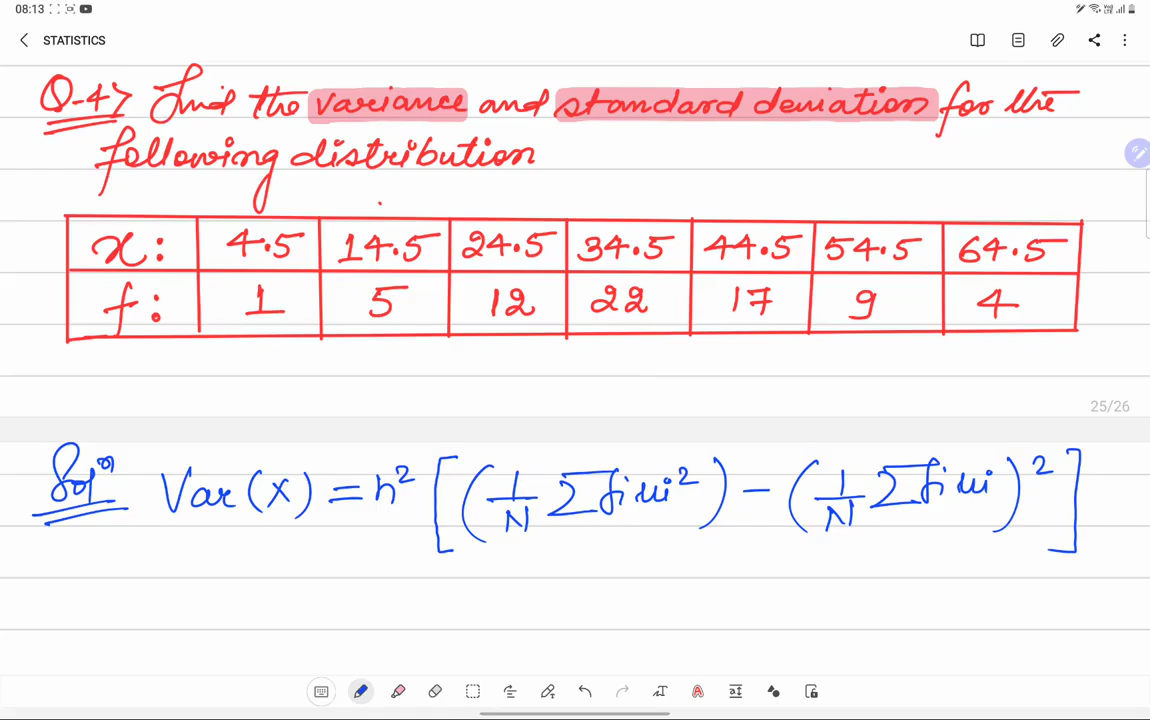 08:13
STATISTICS
Q-47 Find the variance and standard deviation for the
following distribution
x: 4.5 14.5 24.5 34.5 44.5 54.5 64.5
f: 1 5 12 22 17 9 4
25/26
Solⁿ Var(X) = h² [(1/N Σfiui²) − (1/N Σfiui)²]